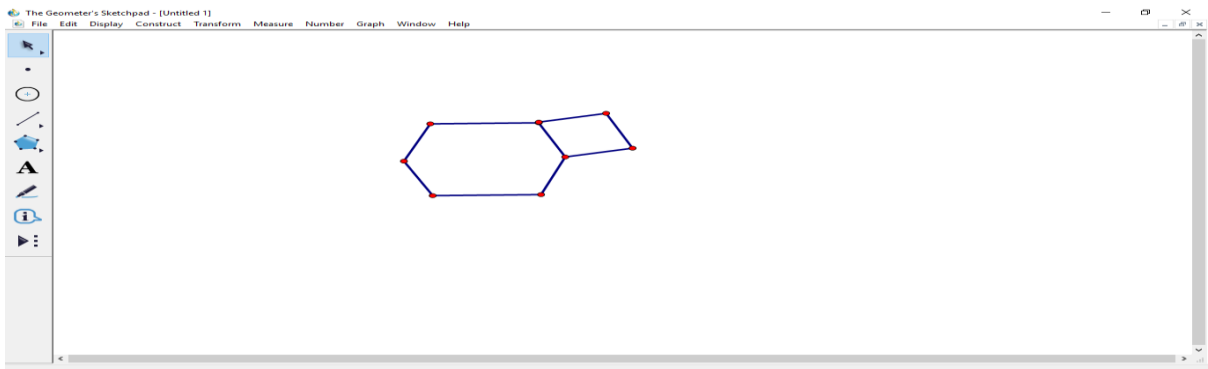 The Geometer's Sketchpad - [Untitled 1]
File Edit Display Construct Transform Measure Number Graph Window Help
A